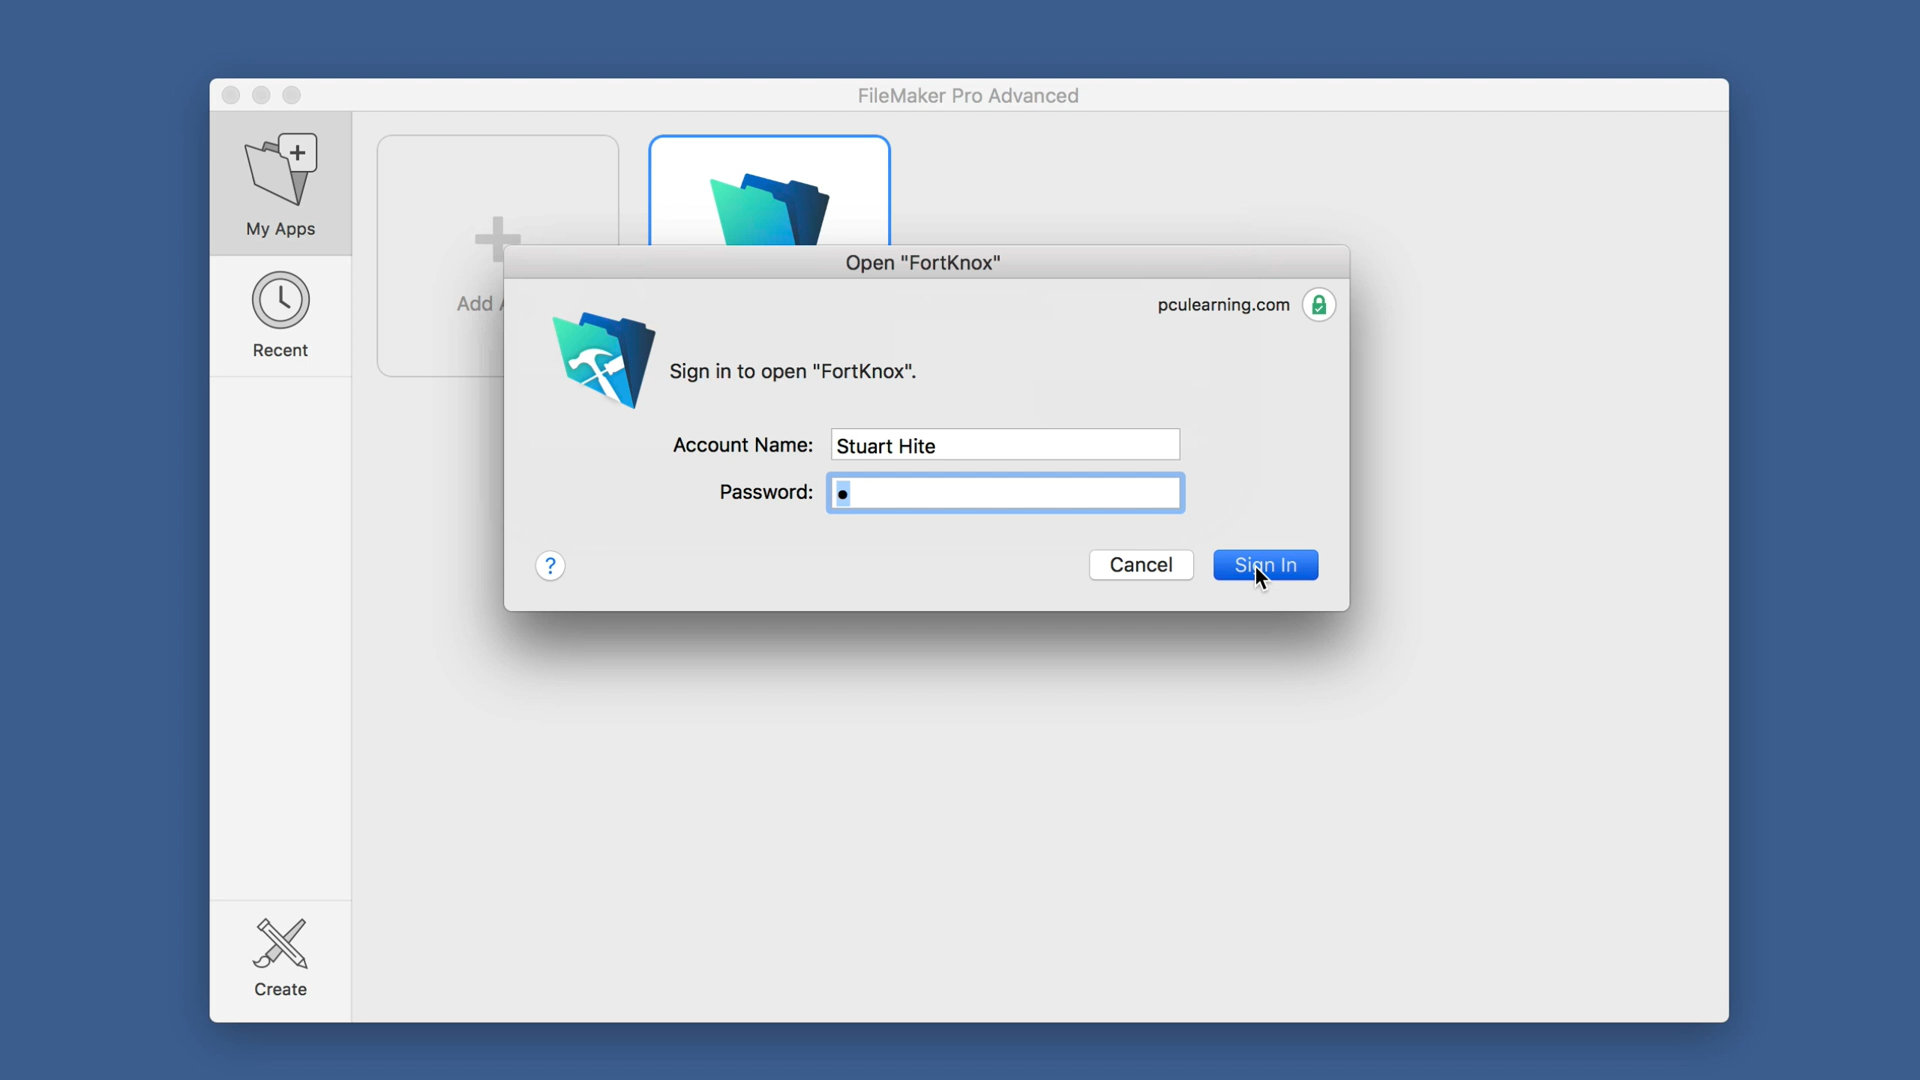 FileMaker Pro Advanced
My Apps
Recent
Create
Add
Open "FortKnox"
pculearning.com
Sign in to open "FortKnox".
Account Name: Stuart Hite
Password: •
?
Cancel
Sign In